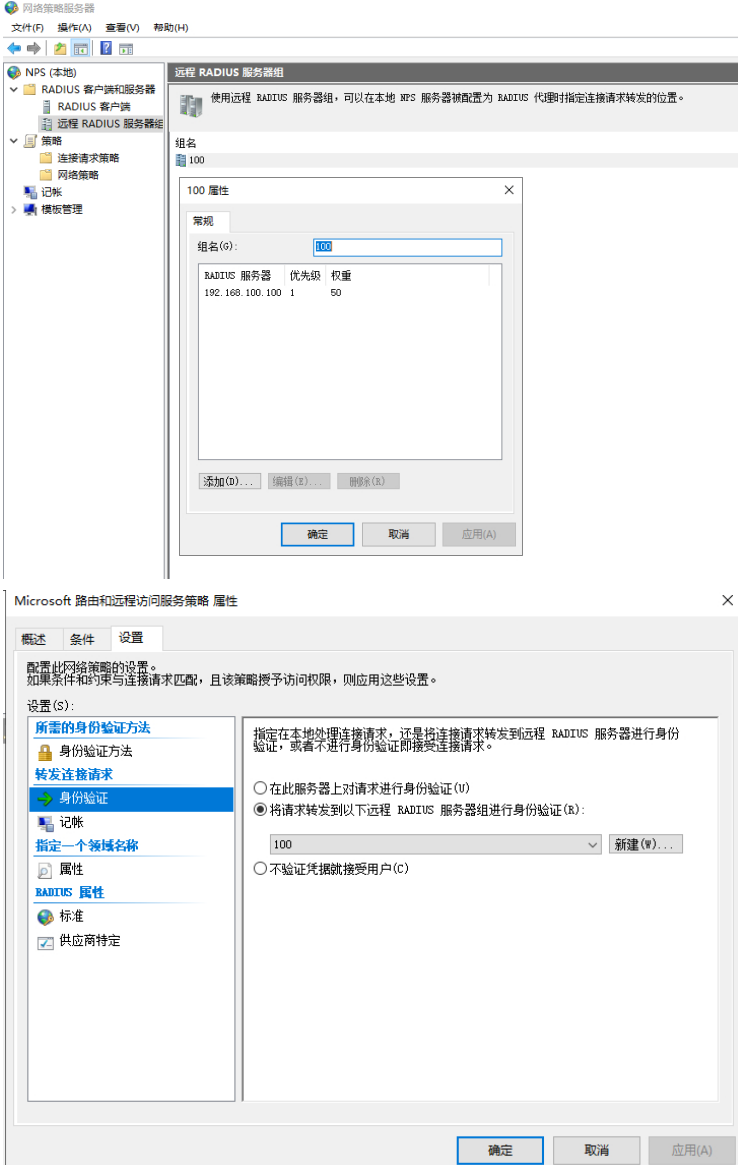 网络策略服务器
文件(F) 操作(A) 查看(V) 帮助(H)
NPS (本地)
RADIUS 客户端和服务器
RADIUS 客户端
远程 RADIUS 服务器组
策略
连接请求策略
网络策略
记帐
模板管理
远程 RADIUS 服务器组
使用远程 RADIUS 服务器组，可以在本地 NPS 服务器被配置为 RADIUS 代理时指定连接请求转发的位置。
组名
100
100 属性
常规
组名(G): 100
RADIUS 服务器 优先级 权重
192.168.100.100 1 50
添加(D)... 编辑(E)... 删除(R)
确定 取消 应用(A)
Microsoft 路由和远程访问服务策略 属性
概述 条件 设置
配置此网络策略的设置。
如果条件和约束与连接请求匹配，且该策略授予访问权限，则应用这些设置。
设置(S):
所需的身份验证方法
身份验证方法
转发连接请求
身份验证
记帐
指定一个领域名称
属性
RADIUS 属性
标准
供应商特定
指定在本地处理连接请求，还是将连接请求转发到远程 RADIUS 服务器进行身份
验证，或者不进行身份验证即接受连接请求。
在此服务器上对请求进行身份验证(U)
将请求转发到以下远程 RADIUS 服务器组进行身份验证(R):
100 新建(W)...
不验证凭据就接受用户(C)
确定 取消 应用(A)